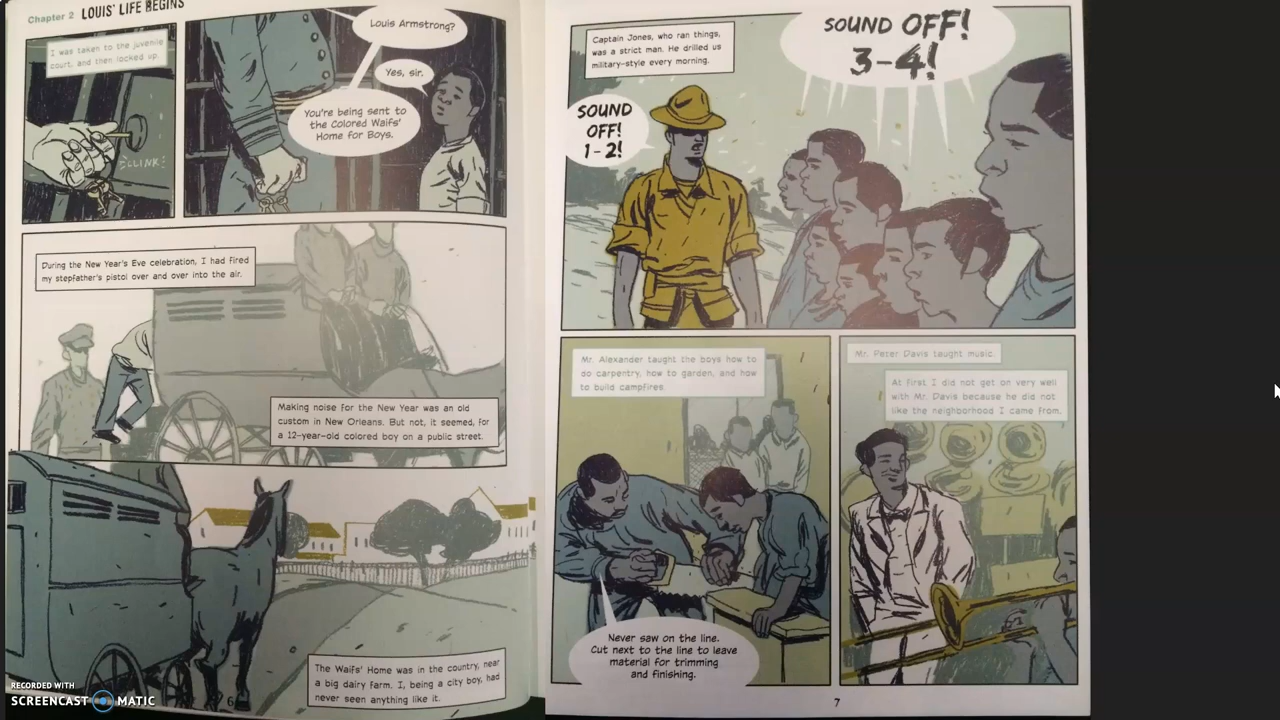 Chapter 2 LOUIS' LIFE BEGINS
I was taken to the juvenile
court, and then locked up.
CLINK!
Louis Armstrong?
Yes, sir.
You're being sent to
the Colored Waifs'
Home for Boys.
During the New Year's Eve celebration, I had fired
my stepfather's pistol over and over into the air.
Making noise for the New Year was an old
custom in New Orleans. But not, it seemed, for
a 12-year-old colored boy on a public street.
The Waifs' Home was in the country, near
a big dairy farm. I, being a city boy, had
never seen anything like it.
6
Captain Jones, who ran things,
was a strict man. He drilled us
military-style every morning.
SOUND
OFF!
1-2!
SOUND OFF!
3-4!
Mr. Alexander taught the boys how to
do carpentry, how to garden, and how
to build campfires.
Never saw on the line.
Cut next to the line to leave
material for trimming
and finishing.
Mr. Peter Davis taught music.
At first I did not get on very well
with Mr. Davis because he did not
like the neighborhood I came from.
7
RECORDED WITH
SCREENCAST MATIC